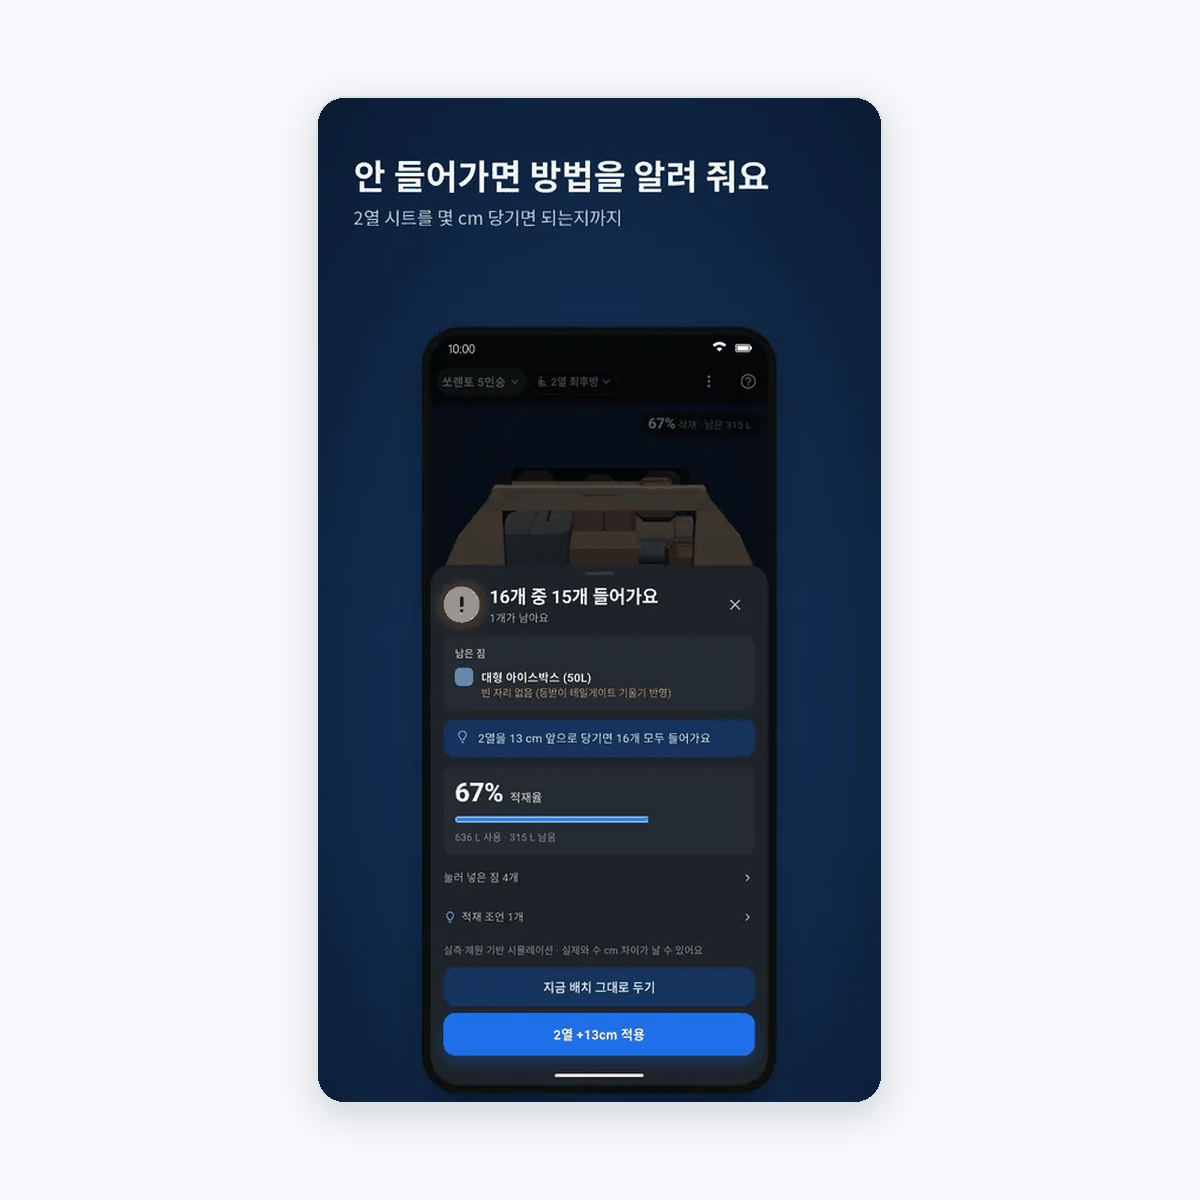 안 들어가면 방법을 알려 줘요
2열 시트를 몇 cm 당기면 되는지까지
10:00
쏘렌토 5인승
2열 최후방
67% 적재 · 남은 315 L
16개 중 15개 들어가요
1개가 남아요
남은 짐
대형 아이스박스 (50L)
빈 자리 없음 (등받이·테일게이트 기울기 반영)
2열을 13 cm 앞으로 당기면 16개 모두 들어가요
67% 적재율
636 L 사용 · 315 L 남음
눌러 넣은 짐 4개
적재 조언 1개
실측·제원 기반 시뮬레이션 · 실제와 수 cm 차이가 날 수 있어요
지금 배치 그대로 두기
2열 +13cm 적용